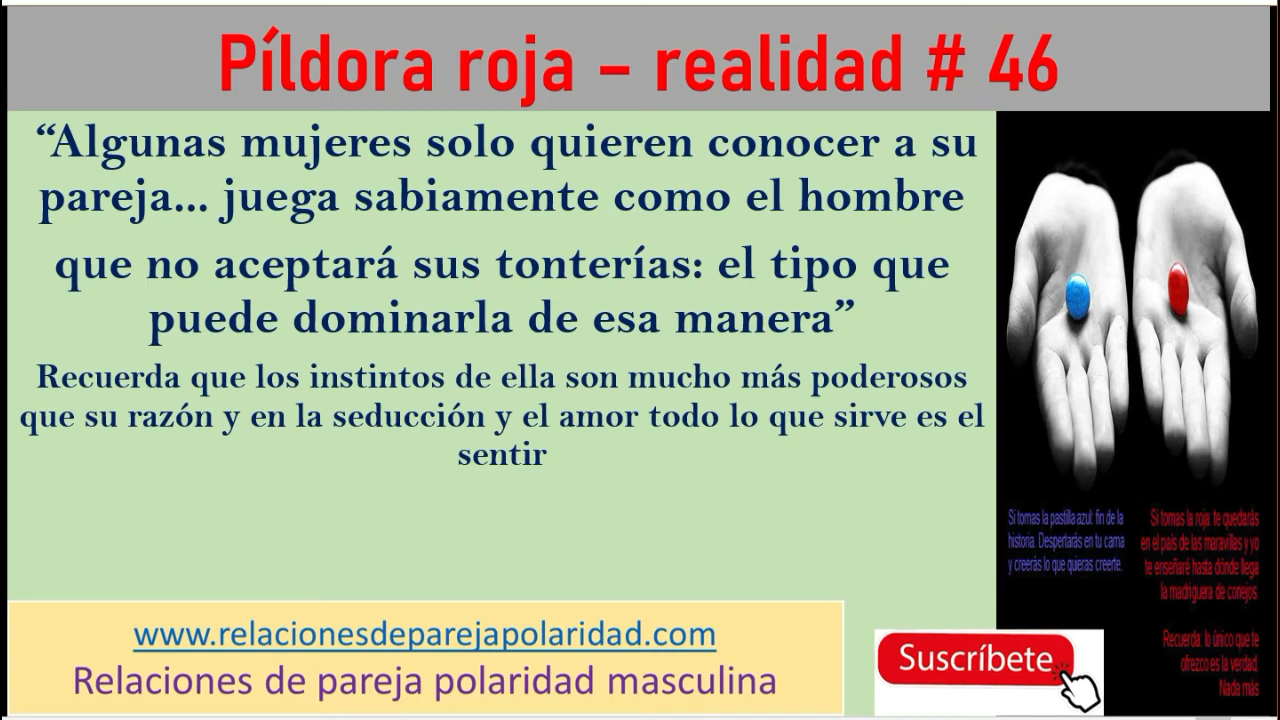 Píldora roja – realidad # 46
“Algunas mujeres solo quieren conocer a su
pareja... juega sabiamente como el hombre
que no aceptará sus tonterías: el tipo que
puede dominarla de esa manera”
Recuerda que los instintos de ella son mucho más poderosos
que su razón y en la seducción y el amor todo lo que sirve es el
sentir
Si tomas la pastilla azul: fin de la
historia. Despertarás en tu cama
y creerás lo que quieras creerte.
Si tomas la roja: te quedarás
en el país de las maravillas y yo
te enseñaré hasta dónde llega
la madriguera de conejos.
Recuerda: lo único que te
ofrezco es la verdad.
Nada más
www.relacionesdeparejapolaridad.com
Relaciones de pareja polaridad masculina
Suscríbete